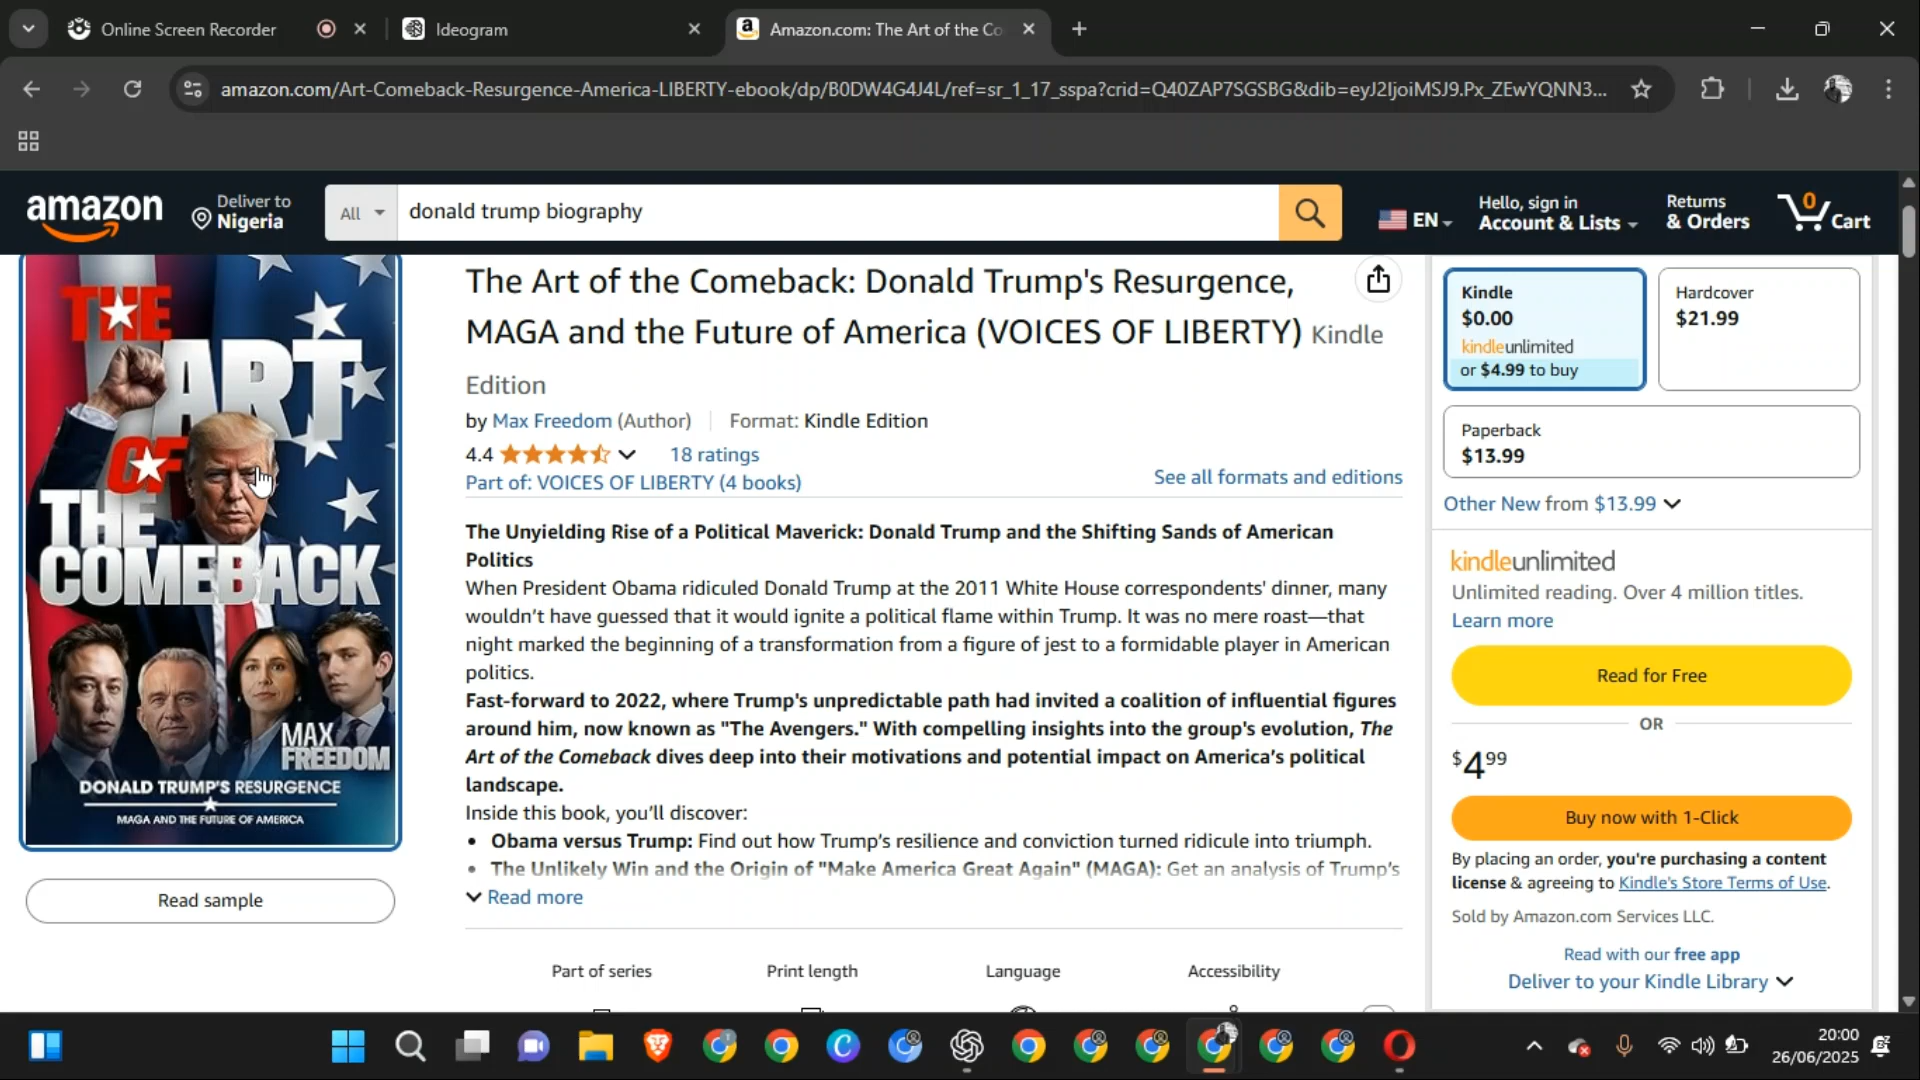 Online Screen Recorder
Ideogram
Amazon.com: The Art of the Co
amazon.com/Art-Comeback-Resurgence-America-LIBERTY-ebook/dp/B0DW4G4J4L/ref=sr_1_17_sspa?crid=Q40ZAP7SGSBG&dib=eyJ2IjoiMSJ9.Px_ZEwYQNN3...
amazon
Deliver to
Nigeria
All
donald trump biography
EN
Hello, sign in
Account & Lists
Returns
& Orders
0
Cart
THE
ART
OF
THE
COMEBACK
MAX
FREEDOM
DONALD TRUMP'S RESURGENCE
MAGA AND THE FUTURE OF AMERICA
Read sample
The Art of the Comeback: Donald Trump's Resurgence,
MAGA and the Future of America (VOICES OF LIBERTY) Kindle
Edition
by Max Freedom (Author)
Format: Kindle Edition
4.4
18 ratings
Part of: VOICES OF LIBERTY (4 books)
See all formats and editions
The Unyielding Rise of a Political Maverick: Donald Trump and the Shifting Sands of American
Politics
When President Obama ridiculed Donald Trump at the 2011 White House correspondents' dinner, many
wouldn’t have guessed that it would ignite a political flame within Trump. It was no mere roast—that
night marked the beginning of a transformation from a figure of jest to a formidable player in American
politics.
Fast-forward to 2022, where Trump's unpredictable path had invited a coalition of influential figures
around him, now known as "The Avengers." With compelling insights into the group's evolution, The
Art of the Comeback dives deep into their motivations and potential impact on America’s political
landscape.
Inside this book, you’ll discover:
• Obama versus Trump: Find out how Trump’s resilience and conviction turned ridicule into triumph.
• The Unlikely Win and the Origin of "Make America Great Again" (MAGA): Get an analysis of Trump’s
Read more
Part of series
Print length
Language
Accessibility
Kindle
$0.00
kindleunlimited
or $4.99 to buy
Hardcover
$21.99
Paperback
$13.99
Other New from $13.99
kindleunlimited
Unlimited reading. Over 4 million titles.
Learn more
Read for Free
OR
$4.99
Buy now with 1-Click
By placing an order, you're purchasing a content
license & agreeing to Kindle's Store Terms of Use.
Sold by Amazon.com Services LLC.
Read with our free app
Deliver to your Kindle Library
20:00
26/06/2025